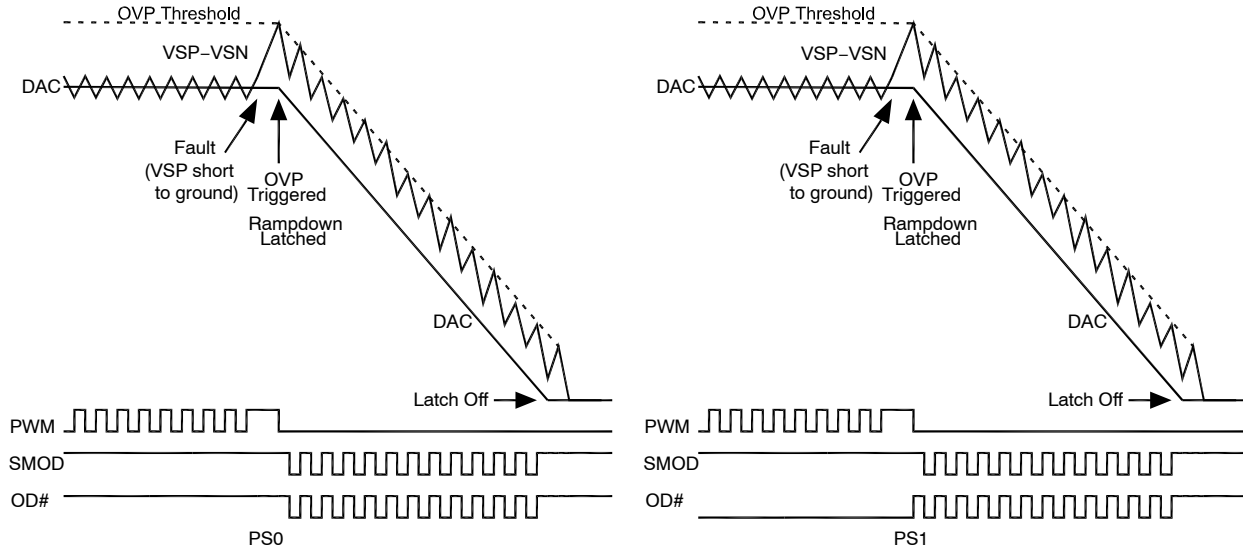 OVP Threshold
VSP–VSN
DAC
Fault
(VSP short
to ground)
OVP
Triggered
Rampdown
Latched
DAC
Latch Off
PWM
SMOD
OD#
PS0
OVP Threshold
VSP–VSN
DAC
Fault
(VSP short
to ground)
OVP
Triggered
Rampdown
Latched
DAC
Latch Off
PWM
SMOD
OD#
PS1